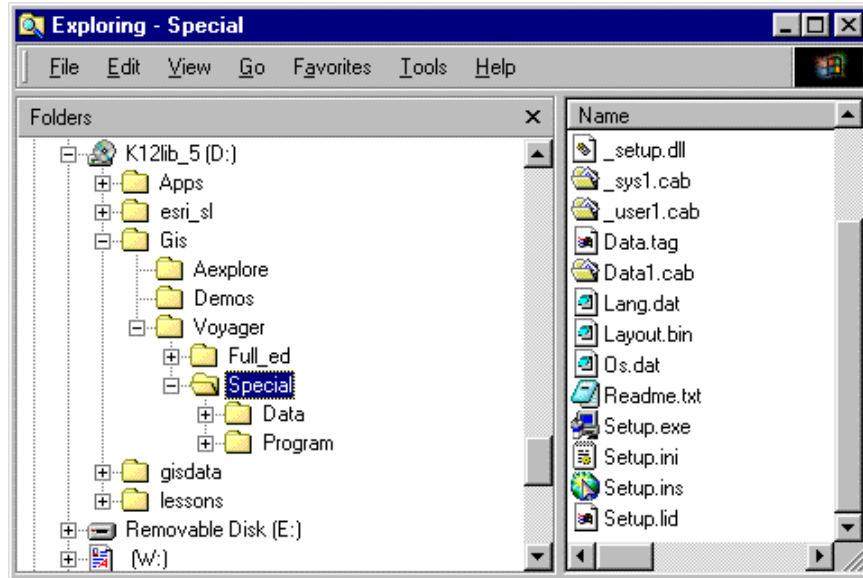 Exploring - Special
File Edit View Go Favorites Tools Help
Folders
K12lib_5 (D:)
Apps
esri_sl
Gis
Aexplore
Demos
Voyager
Full_ed
Special
Data
Program
gisdata
lessons
Removable Disk (E:)
(W:)
Name
_setup.dll
_sys1.cab
_user1.cab
Data.tag
Data1.cab
Lang.dat
Layout.bin
Os.dat
Readme.txt
Setup.exe
Setup.ini
Setup.ins
Setup.lid